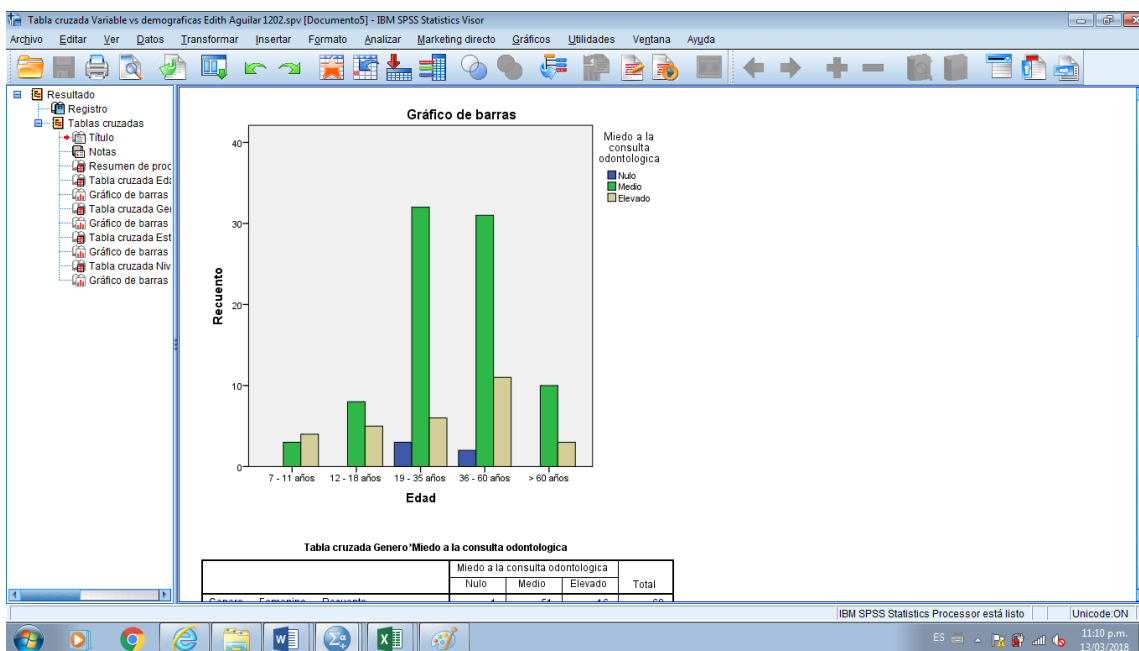 Tabla cruzada Variable vs demograficas Edith Aguilar 1202.spv [Documento5] - IBM SPSS Statistics Visor
Archivo Editar Ver Datos Transformar Insertar Formato Analizar Marketing directo Gráficos Utilidades Ventana Ayuda
Resultado
Registro
Tablas cruzadas
Título
Notas
Resumen de proc
Tabla cruzada Eda
Gráfico de barras
Tabla cruzada Ger
Gráfico de barras
Tabla cruzada Est
Gráfico de barras
Tabla cruzada Niv
Gráfico de barras
Gráfico de barras
Miedo a la
consulta
odontologica
Nulo
Medio
Elevado
Recuento
40
30
20
10
0
7 - 11 años 12 - 18 años 19 - 35 años 36 - 60 años > 60 años
Edad
Tabla cruzada Genero*Miedo a la consulta odontologica
Miedo a la consulta odontologica
Nulo Medio Elevado Total
Genero Femenino Recuento
IBM SPSS Statistics Processor está listo Unicode:ON
ES 11:10 p.m.
13/03/2018